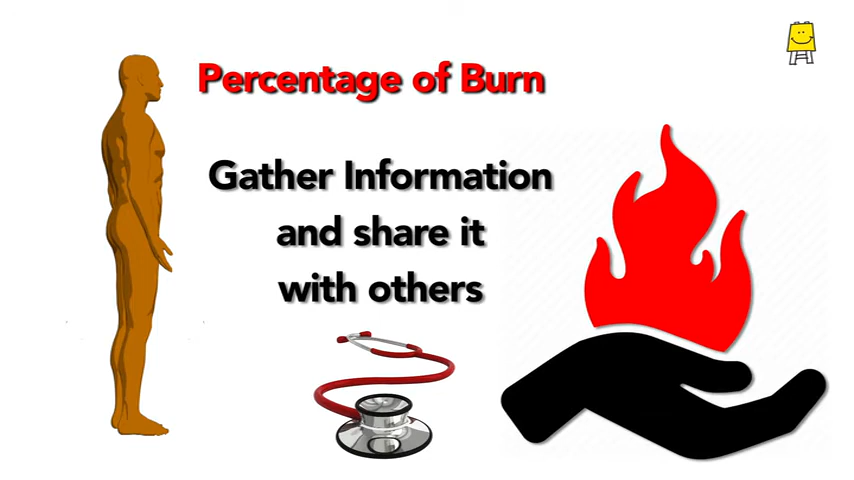 Percentage of Burn
Gather Information
and share it
with others